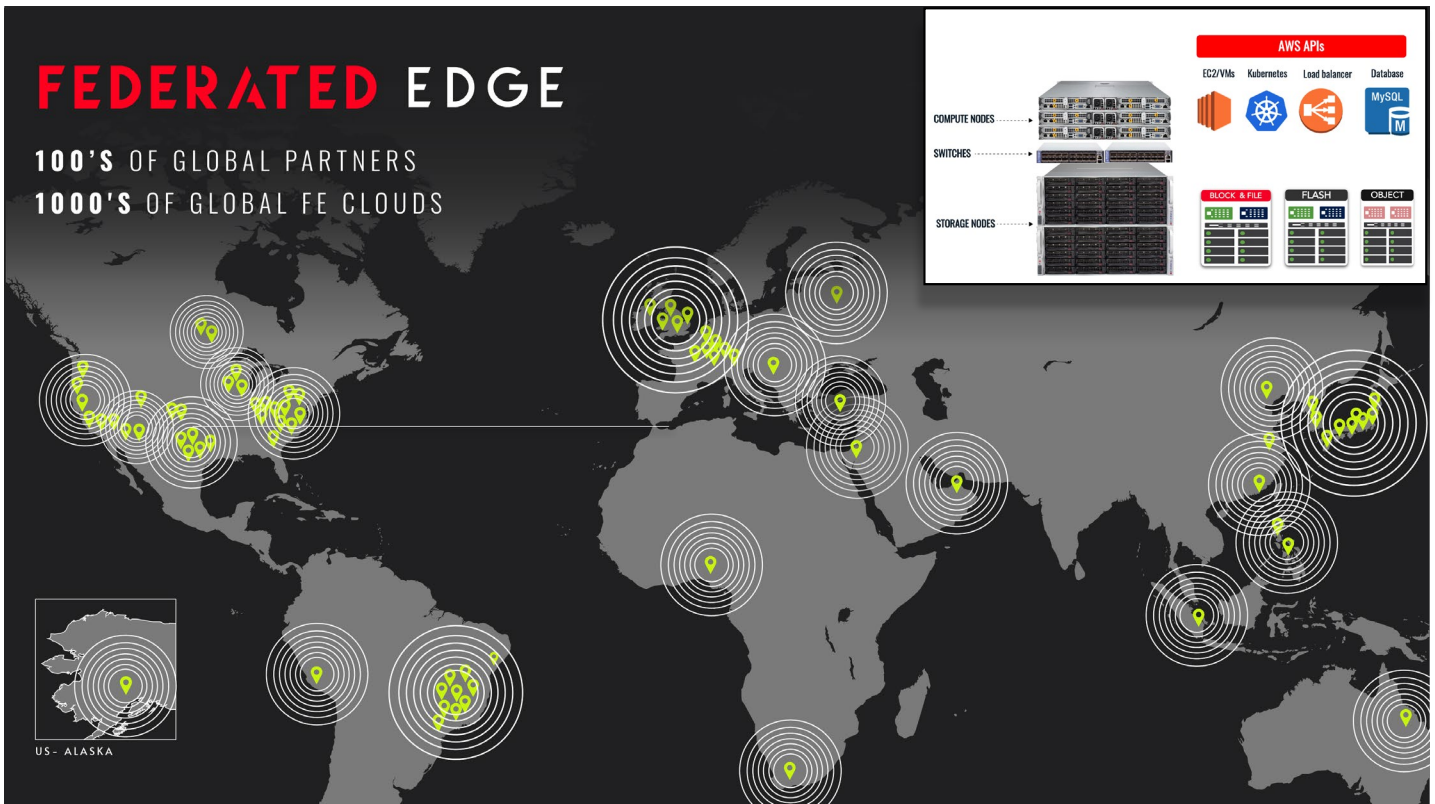 FEDERATED EDGE
100'S OF GLOBAL PARTNERS
1000'S OF GLOBAL FE CLOUDS
AWS APIs
EC2/VMs Kubernetes Load balancer Database
MySQL
M
COMPUTE NODES
SWITCHES
STORAGE NODES
BLOCK & FILE FLASH OBJECT
US- ALASKA